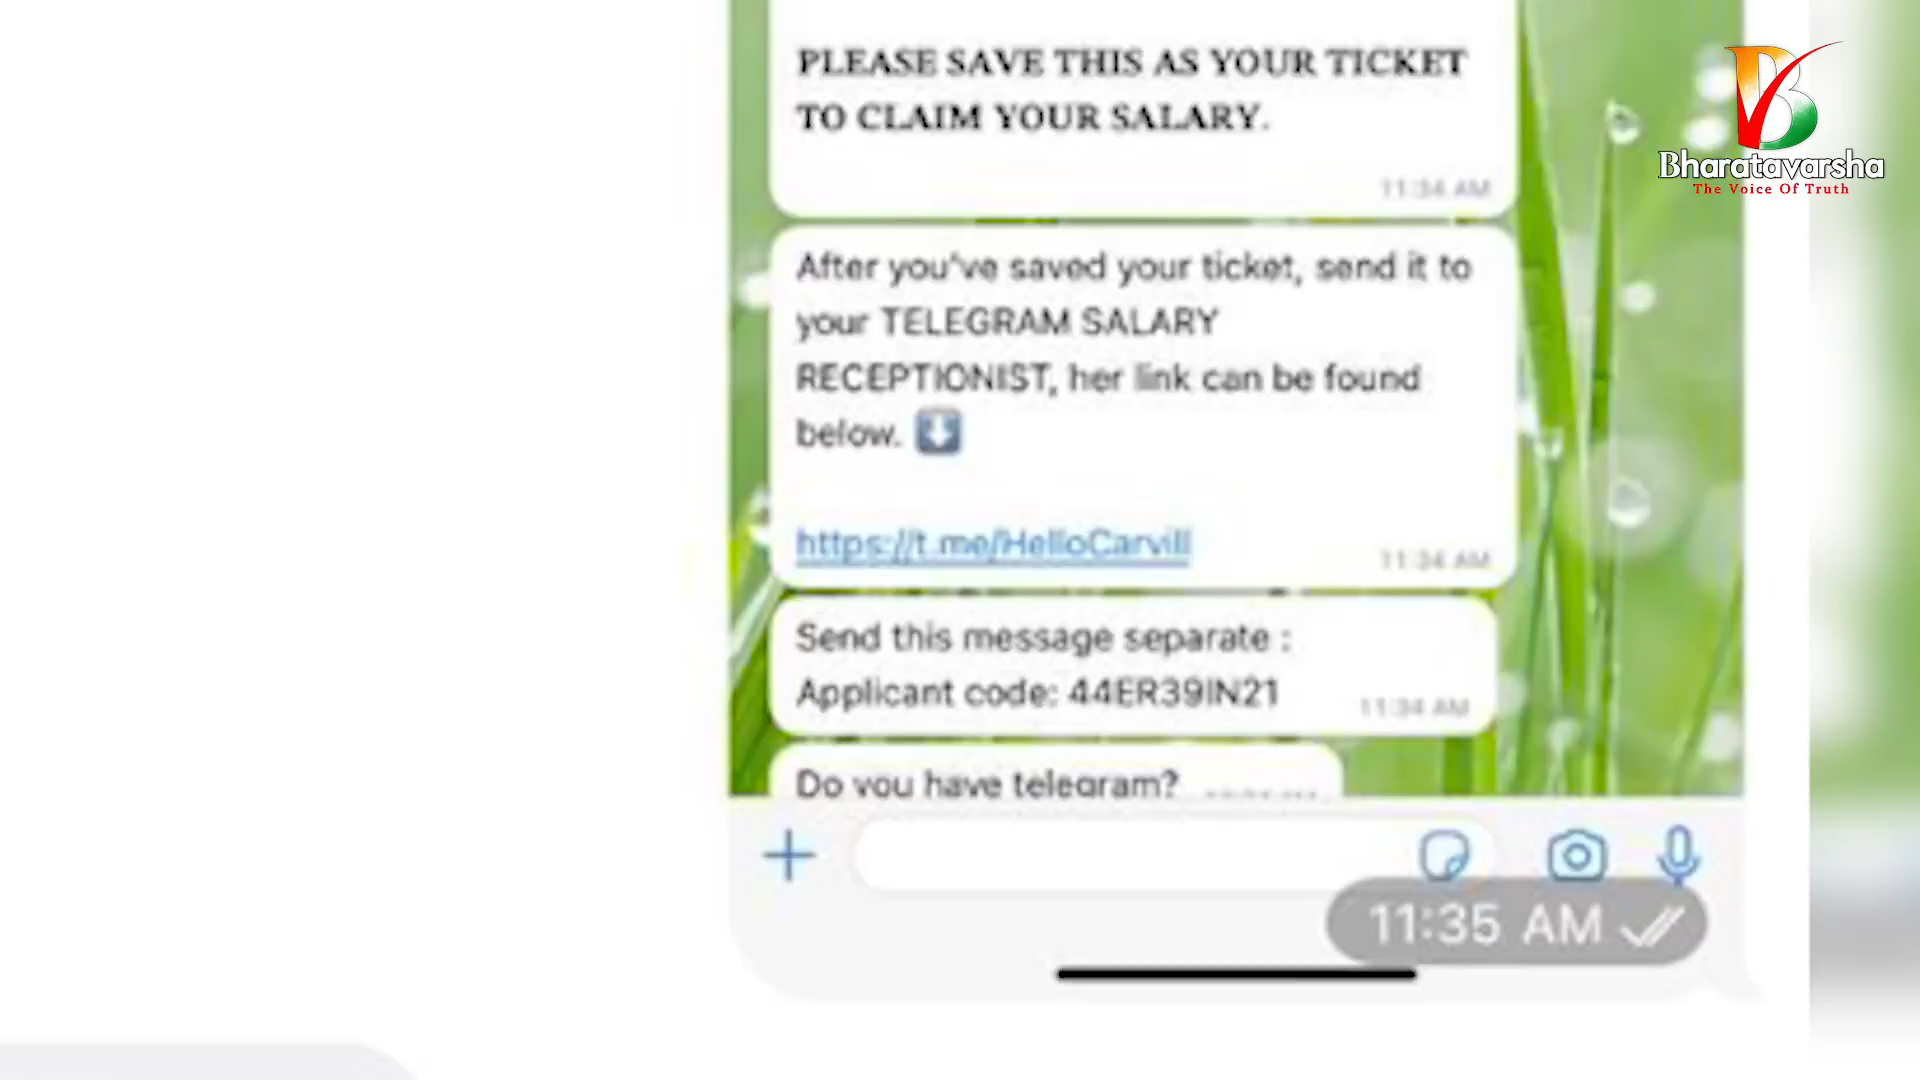 PLEASE SAVE THIS AS YOUR TICKET
TO CLAIM YOUR SALARY.
11:34 AM
After you've saved your ticket, send it to
your TELEGRAM SALARY
RECEPTIONIST, her link can be found
below. ⬇️
https://t.me/HelloCarvill
11:34 AM
Send this message separate :
Applicant code: 44ER39IN21
11:34 AM
Do you have telegram?
11:35 AM
Bharatavarsha
The Voice Of Truth